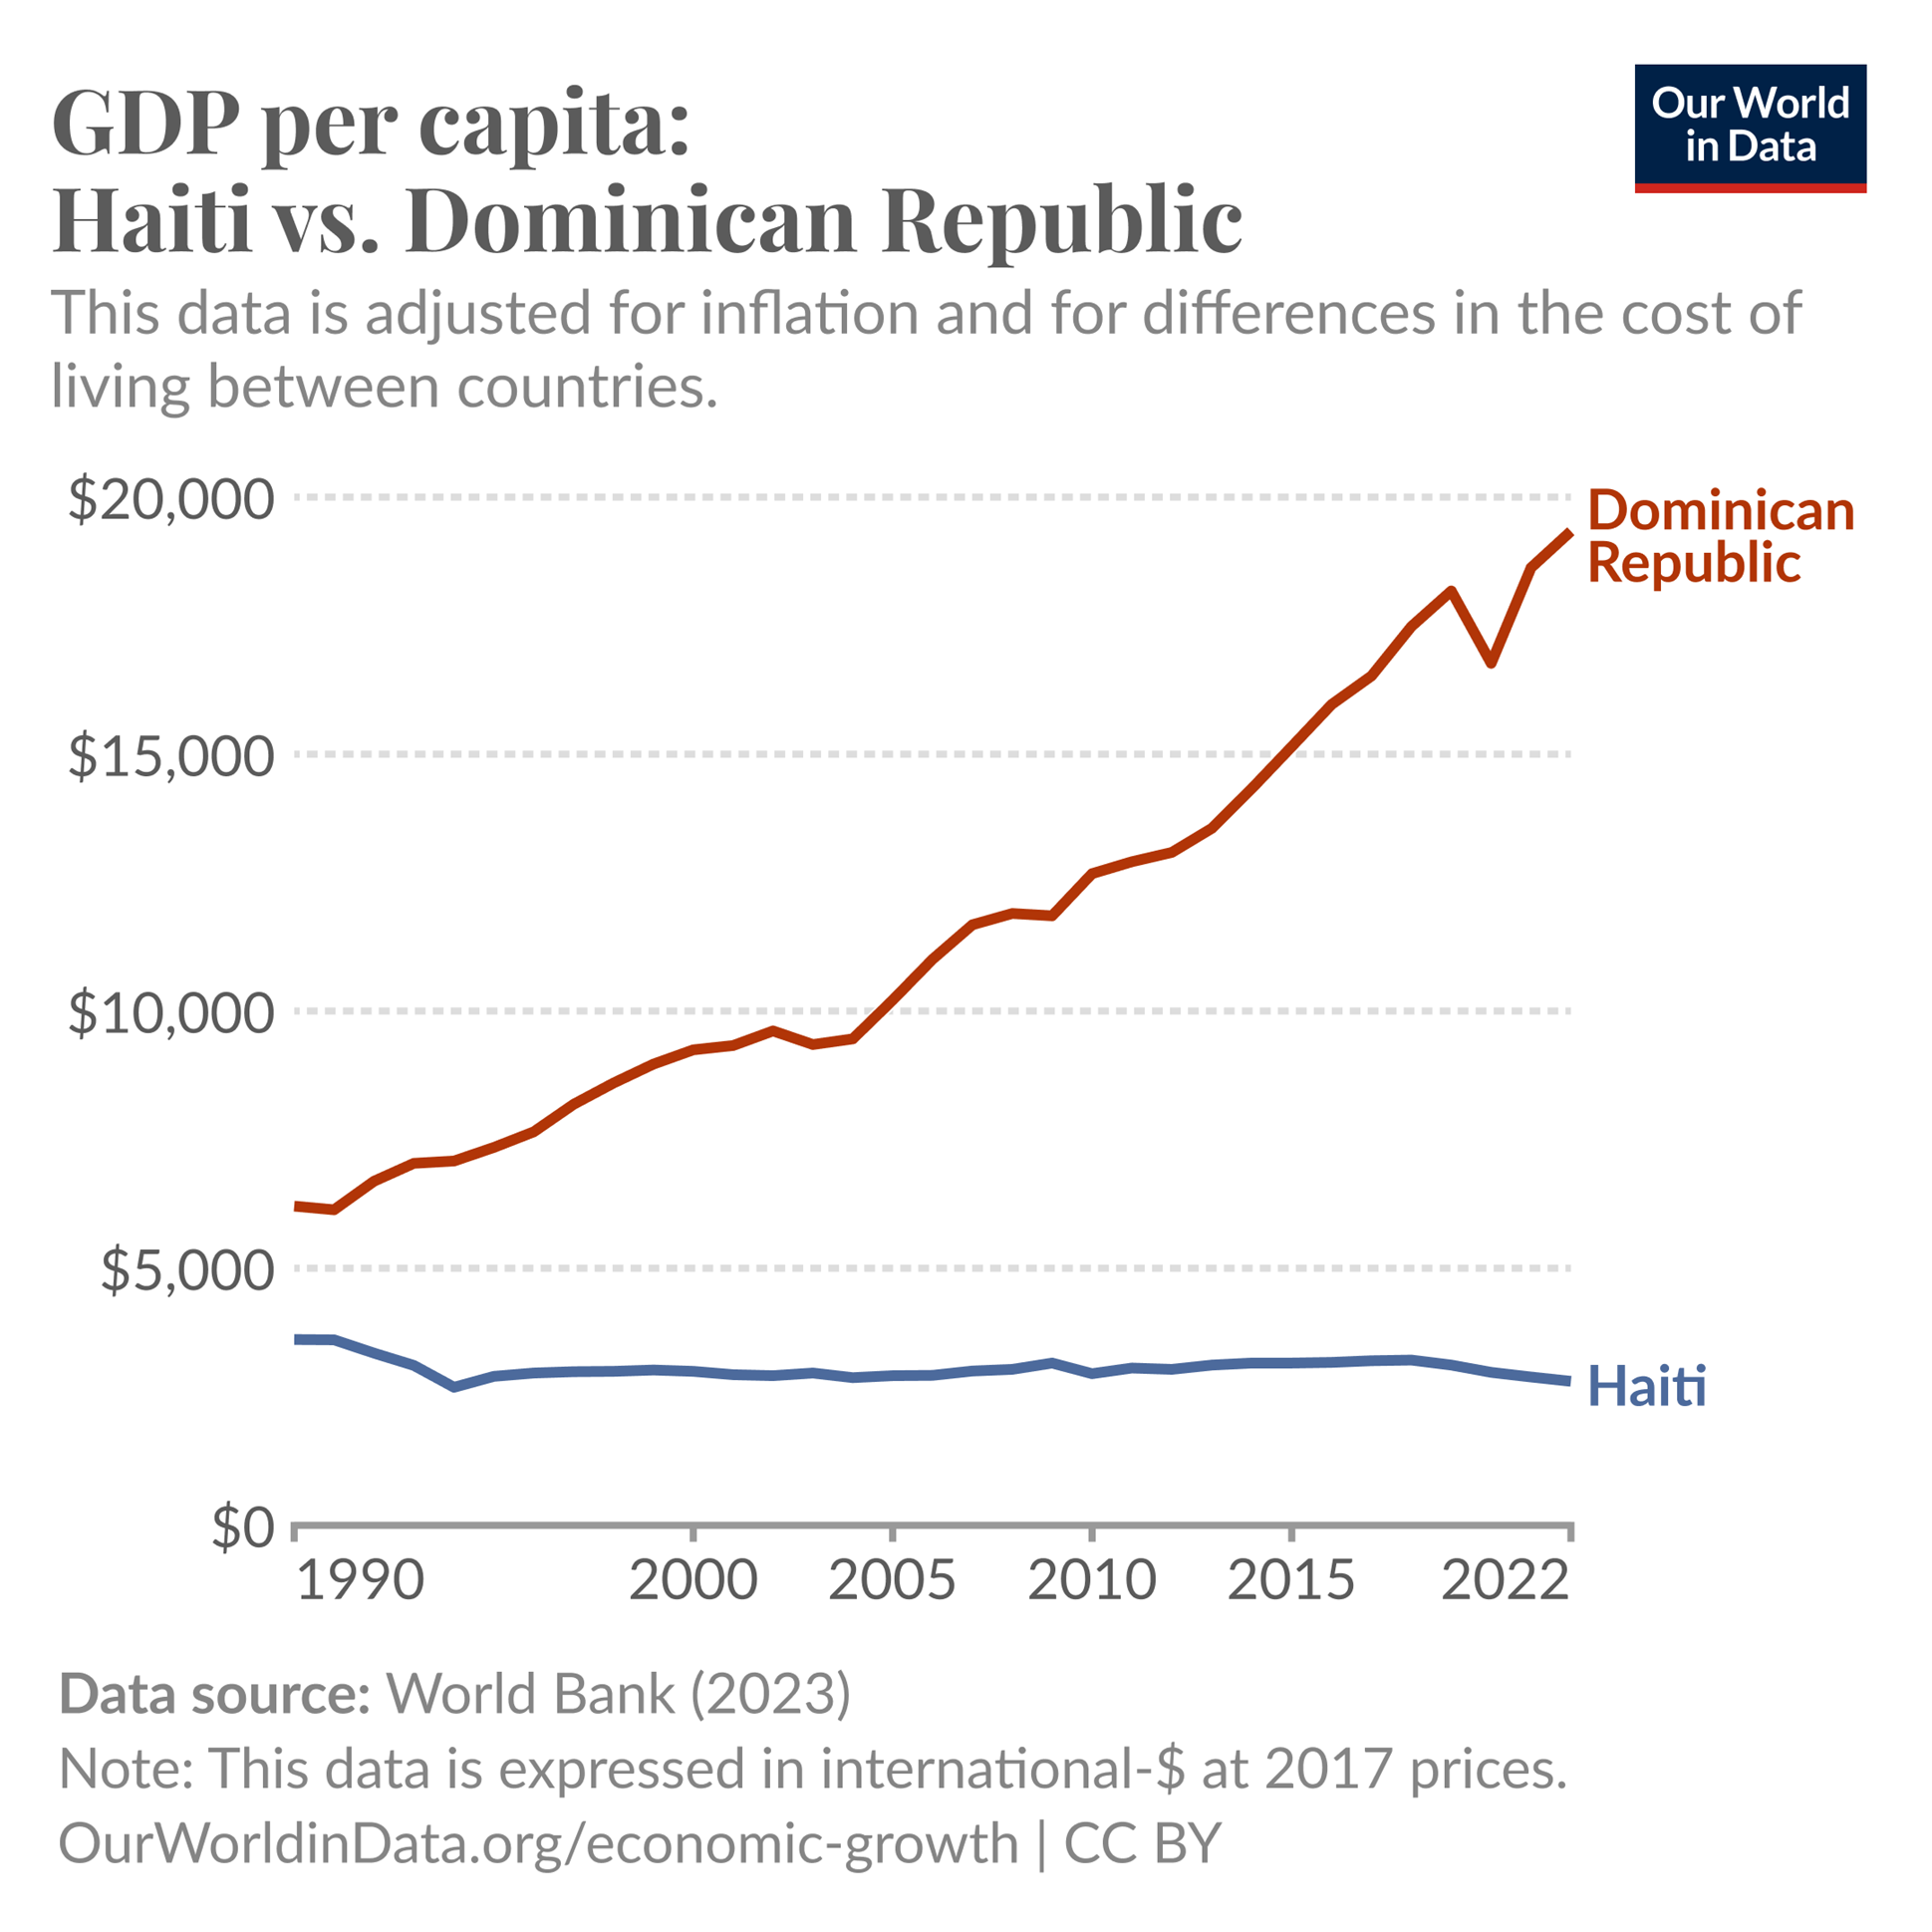 GDP per capita:
Haiti vs. Dominican Republic
Our World
in Data
This data is adjusted for inflation and for differences in the cost of
living between countries.
$20,000
Dominican
Republic
$15,000
$10,000
$5,000
Haiti
$0
1990 2000 2005 2010 2015 2022
Data source: World Bank (2023)
Note: This data is expressed in international-$ at 2017 prices.
OurWorldinData.org/economic-growth | CC BY